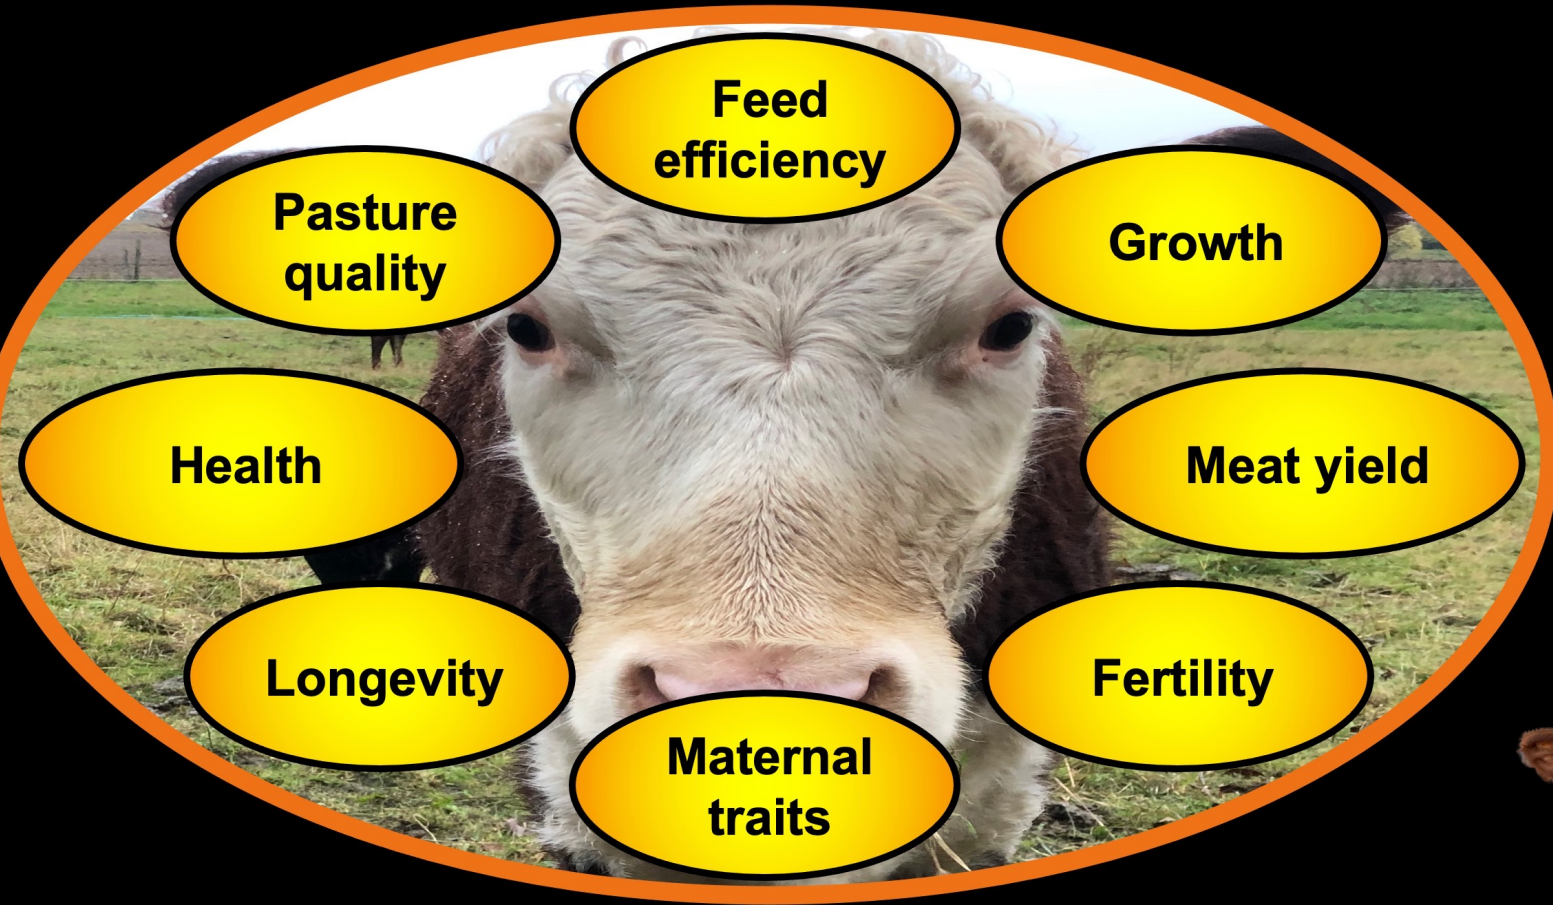 Feed
efficiency
Pasture
quality
Growth
Health
Meat yield
Longevity
Fertility
Maternal
traits